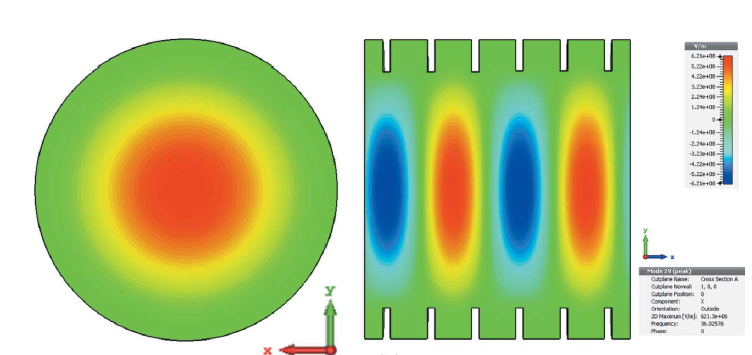 V/m
6.21e+08
5.22e+08
4.22e+08
3.23e+08
2.24e+08
1.24e+08
0
-1.24e+08
-2.24e+08
-3.23e+08
-4.22e+08
-5.22e+08
-6.21e+08
y
x
y
z
Mode 29 (peak)
Cutplane Name: Cross Section A
Cutplane Normal: 1, 0, 0
Cutplane Position: 0
Component: X
Orientation: Outside
2D Maximum [V/m]: 621.3e+06
Frequency: 36.02576
Phase: 0